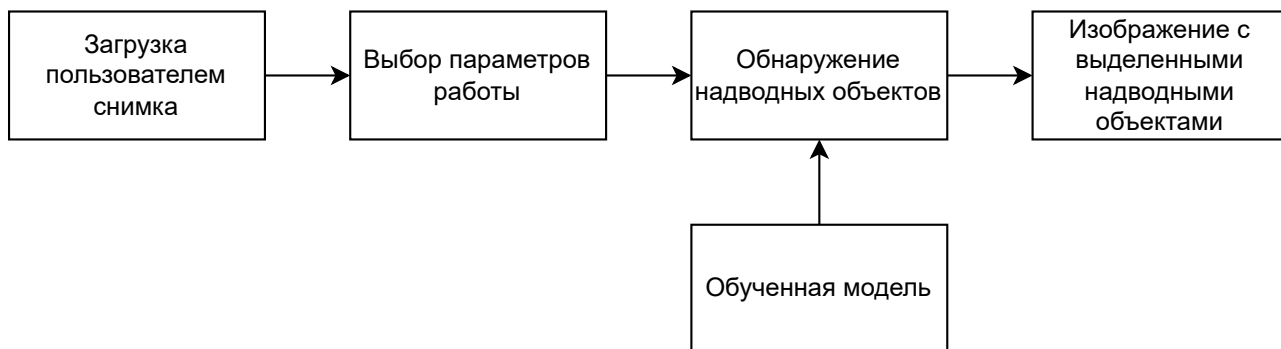 Загрузка
пользователем
снимка
Выбор параметров
работы
Обнаружение
надводных объектов
Изображение с
выделенными
надводными
объектами
Обученная модель